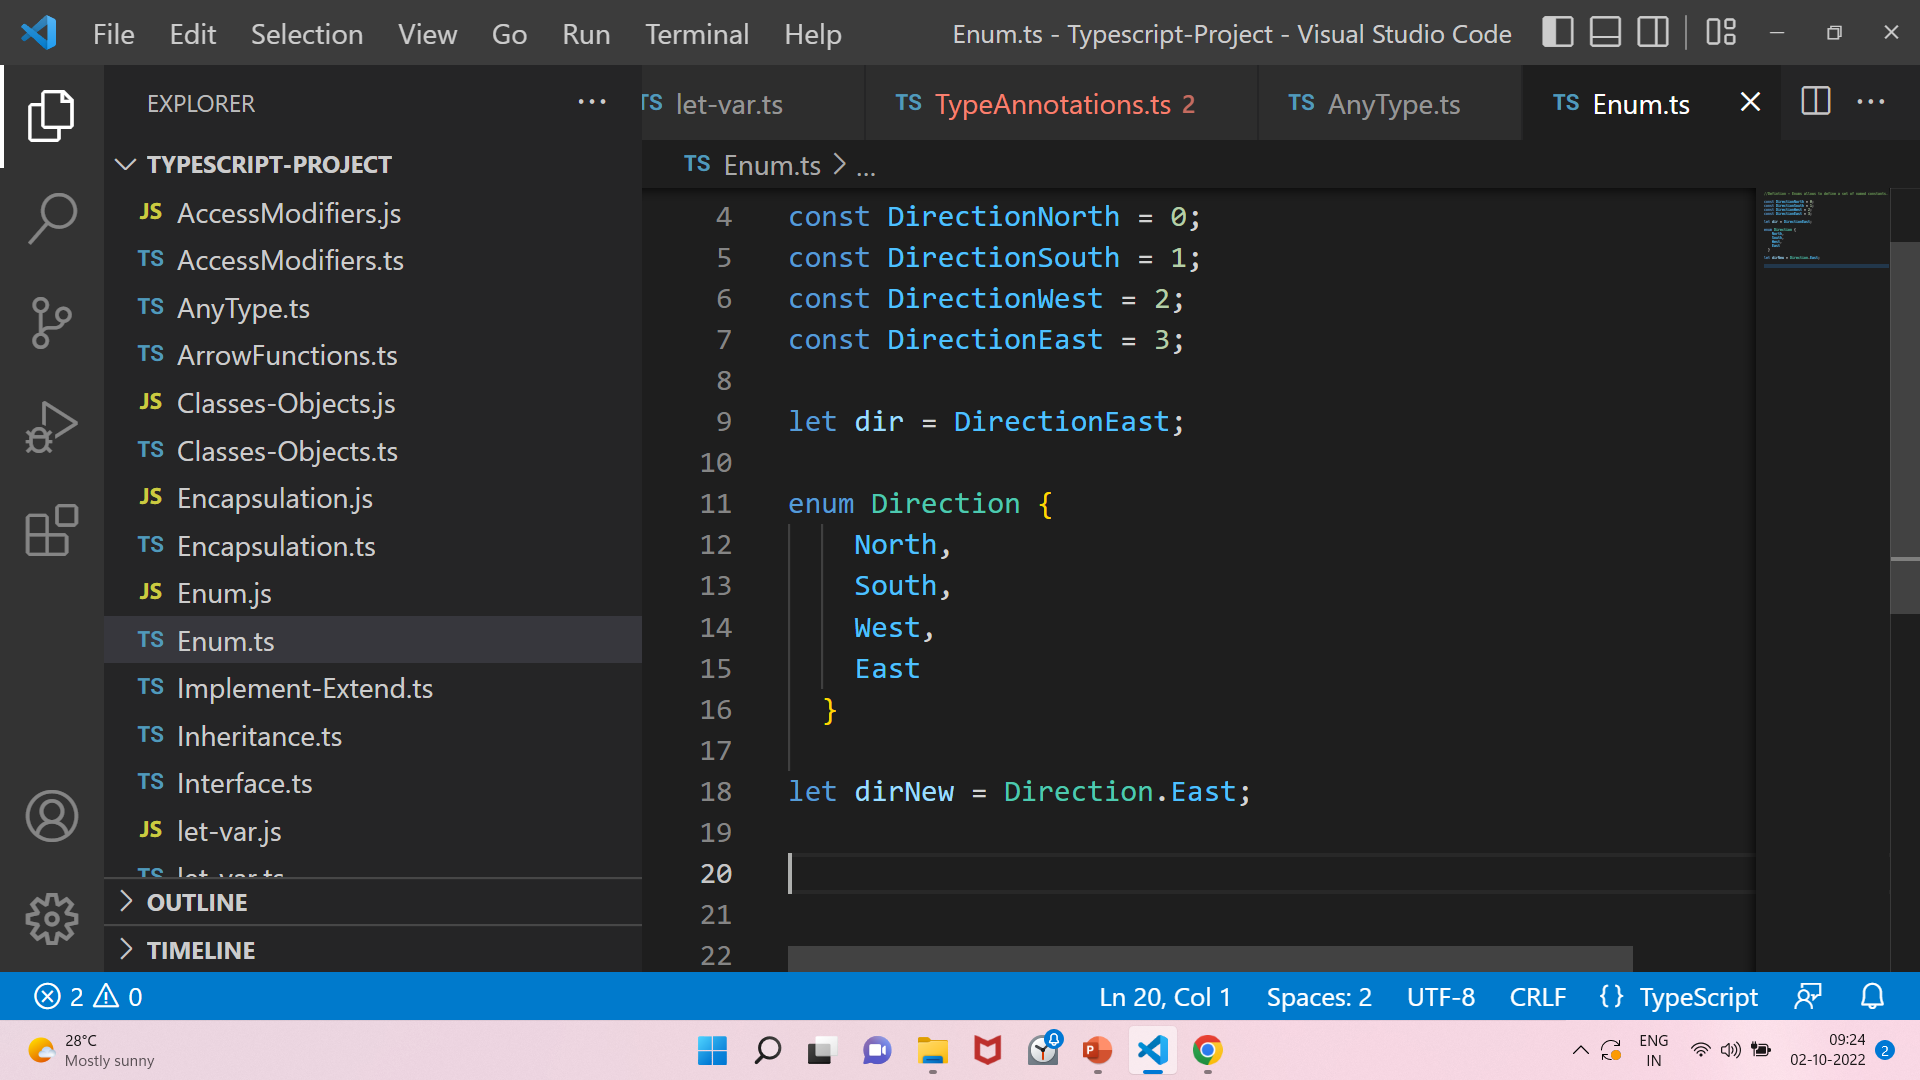 File Edit Selection View Go Run Terminal Help
Enum.ts - Typescript-Project - Visual Studio Code
EXPLORER
TYPESCRIPT-PROJECT
JS AccessModifiers.js
TS AccessModifiers.ts
TS AnyType.ts
TS ArrowFunctions.ts
JS Classes-Objects.js
TS Classes-Objects.ts
JS Encapsulation.js
TS Encapsulation.ts
JS Enum.js
TS Enum.ts
TS Implement-Extend.ts
TS Inheritance.ts
TS Interface.ts
JS let-var.js
TS let-var.ts
OUTLINE
TIMELINE
TS let-var.ts
TS TypeAnnotations.ts 2
TS AnyType.ts
TS Enum.ts
TS Enum.ts > ...
4 const DirectionNorth = 0;
5 const DirectionSouth = 1;
6 const DirectionWest = 2;
7 const DirectionEast = 3;
8
9 let dir = DirectionEast;
10
11 enum Direction {
12 North,
13 South,
14 West,
15 East
16 }
17
18 let dirNew = Direction.East;
19
20
21
22
2 0
Ln 20, Col 1 Spaces: 2 UTF-8 CRLF {} TypeScript
28°C
Mostly sunny
ENG
IN
09:24
02-10-2022
2